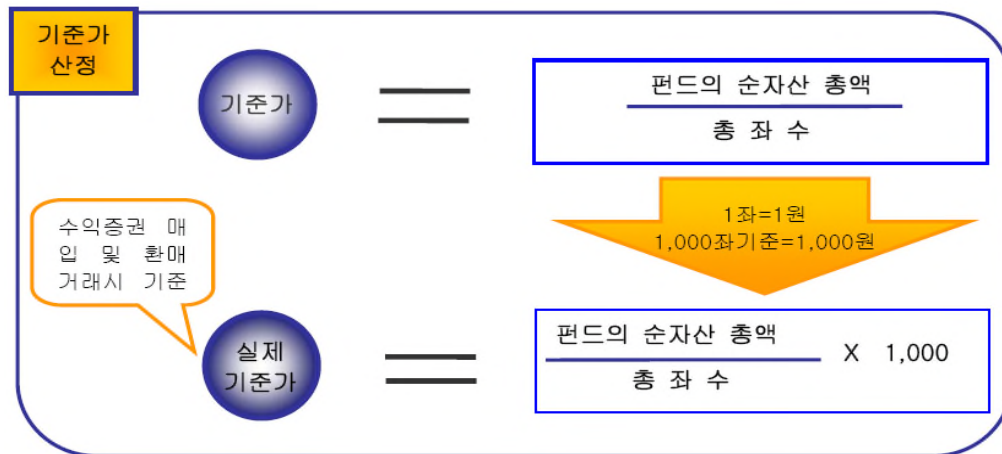 기준가
산정
기준가
펀드의 순자산 총액
총 좌 수
1좌=1원
1,000좌기준=1,000원
수익증권 매
입 및 환매
거래시 기준
실제
기준가
펀드의 순자산 총액
총 좌 수
X 1,000